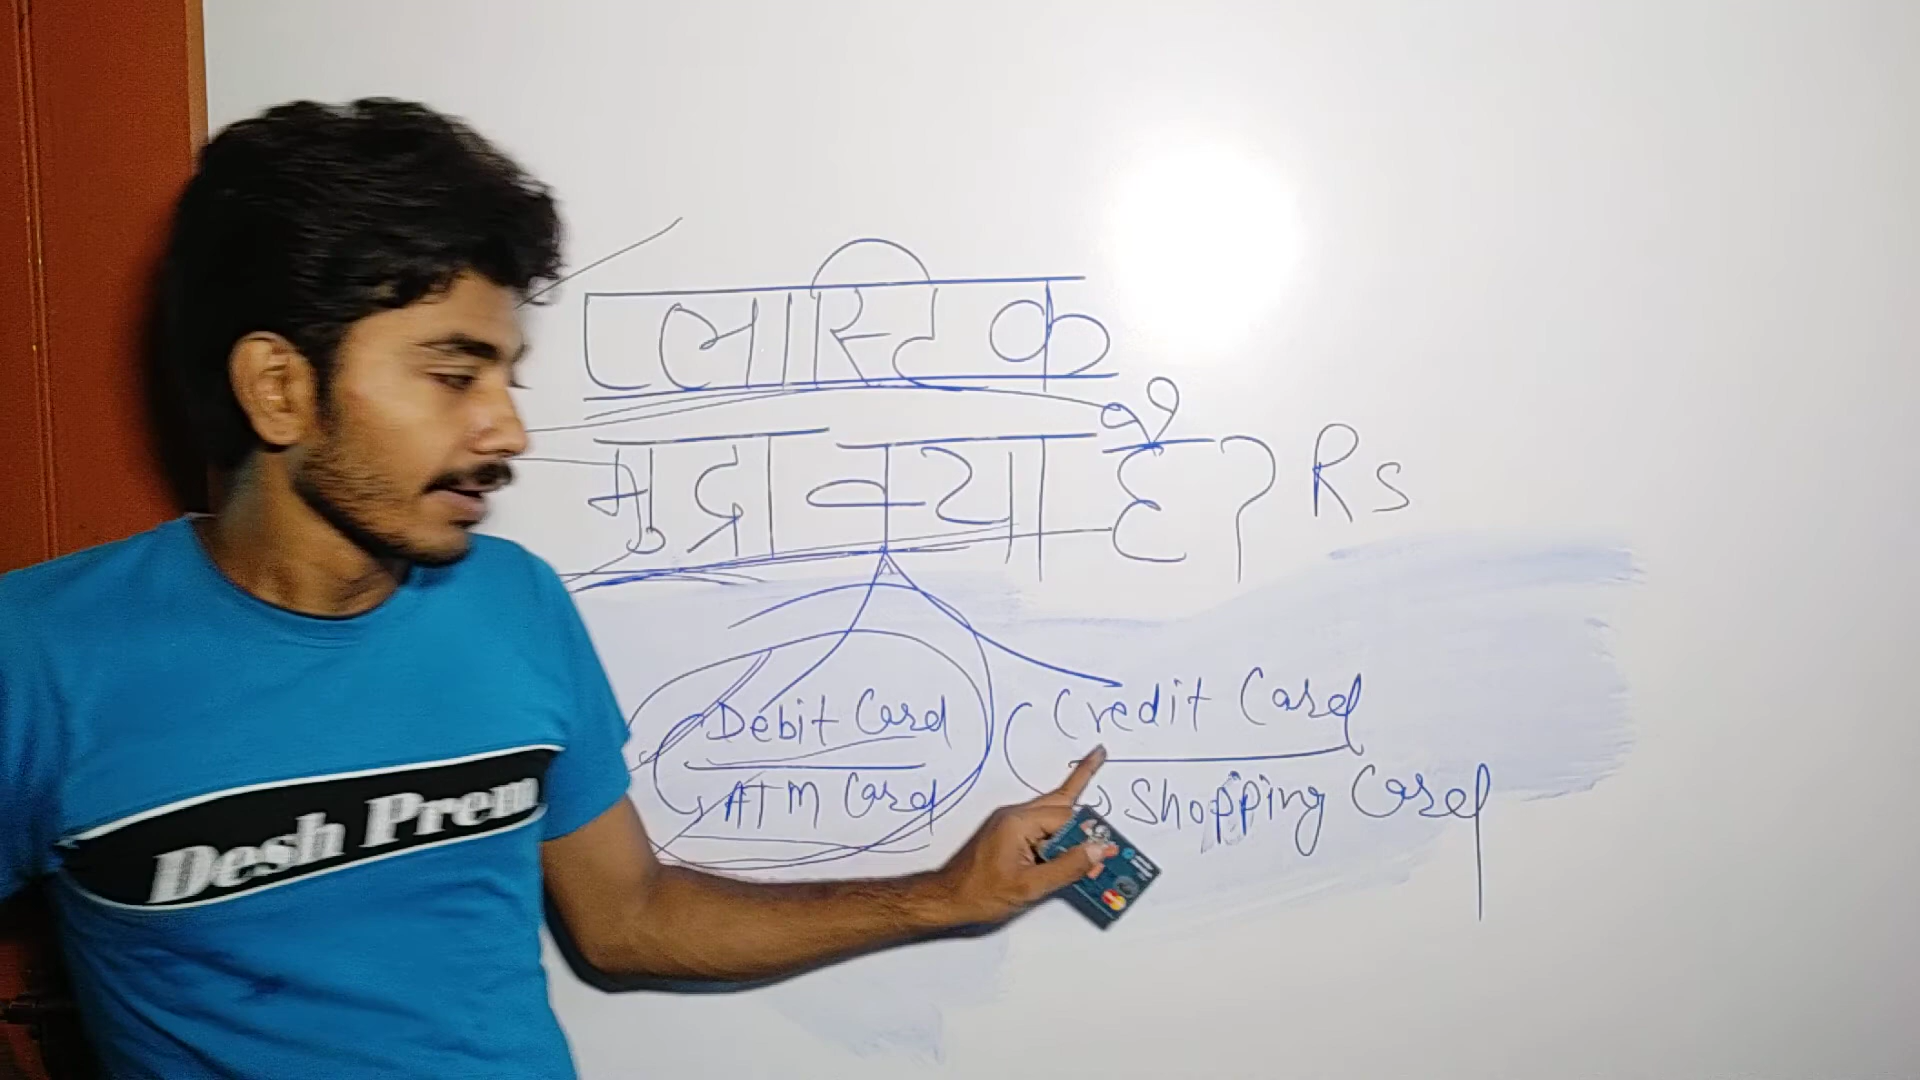 प्लास्टिक
मुद्रा क्या है? Rs
Debit Card
ATM Card
Credit Card
Shopping Card
Desh Prem